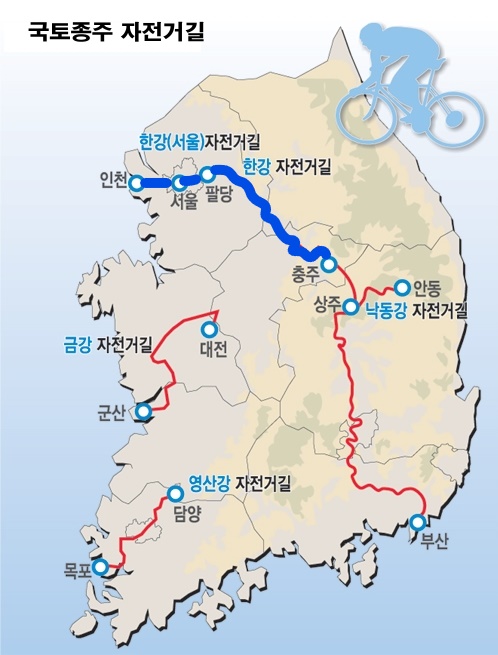 국토종주 자전거길
한강(서울)자전거길
한강 자전거길
인천
서울
팔당
충주
상주
안동
낙동강 자전거길
금강 자전거길
대전
군산
영산강 자전거길
담양
목포
부산